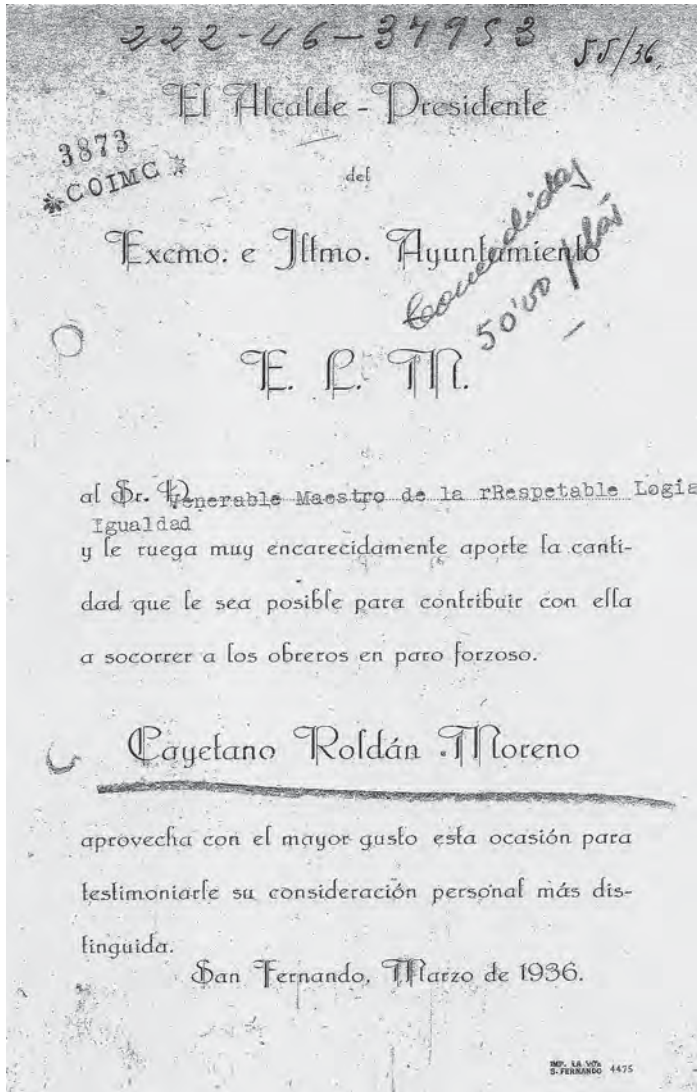 222-46-37953
55/36.
El Alcalde-Presidente
3873
*COIMC*
del
Excmo. e Iltmo. Ayuntamiento
Concedidas
50'00 ptas
E. L. M.
al Sr. Venerable Maestro de la rRespetable Logia
Igualdad
y le ruega muy encarecidamente aporte la canti-
dad que le sea posible para contribuir con ella
a socorrer a los obreros en paro forzoso.
Cayetano Roldán Moreno
aprovecha con el mayor gusto esta ocasión para
testimoniarle su consideración personal más dis-
tinguida.
San Fernando, Marzo de 1936.
IMP. LA VOZ
S. FERNANDO 4475